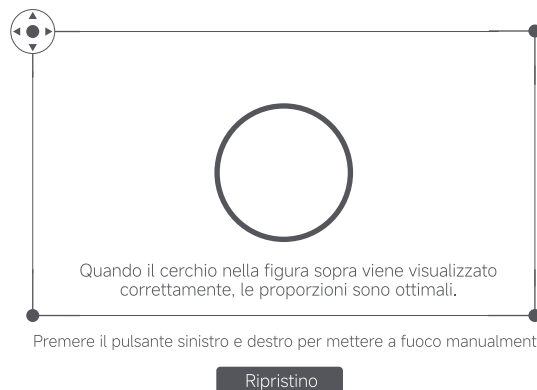 Quando il cerchio nella figura sopra viene visualizzato
correttamente, le proporzioni sono ottimali.
Premere il pulsante sinistro e destro per mettere a fuoco manualment
Ripristino